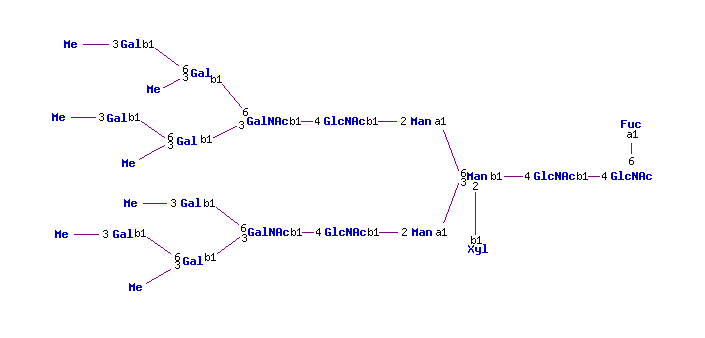 Me 3 Gal b1
6 3 Gal b1
Me
Me 3 Gal b1
6 3 GalNAc b1 4 GlcNAc b1 2 Man a1
Fuc
a1
6 3 Gal b1
Me
6
6 3 Man b1 4 GlcNAc b1 4 GlcNAc
2
Me 3 Gal b1
Me 3 Gal b1
6 3 GalNAc b1 4 GlcNAc b1 2 Man a1
b1
Xyl
6 3 Gal b1
Me